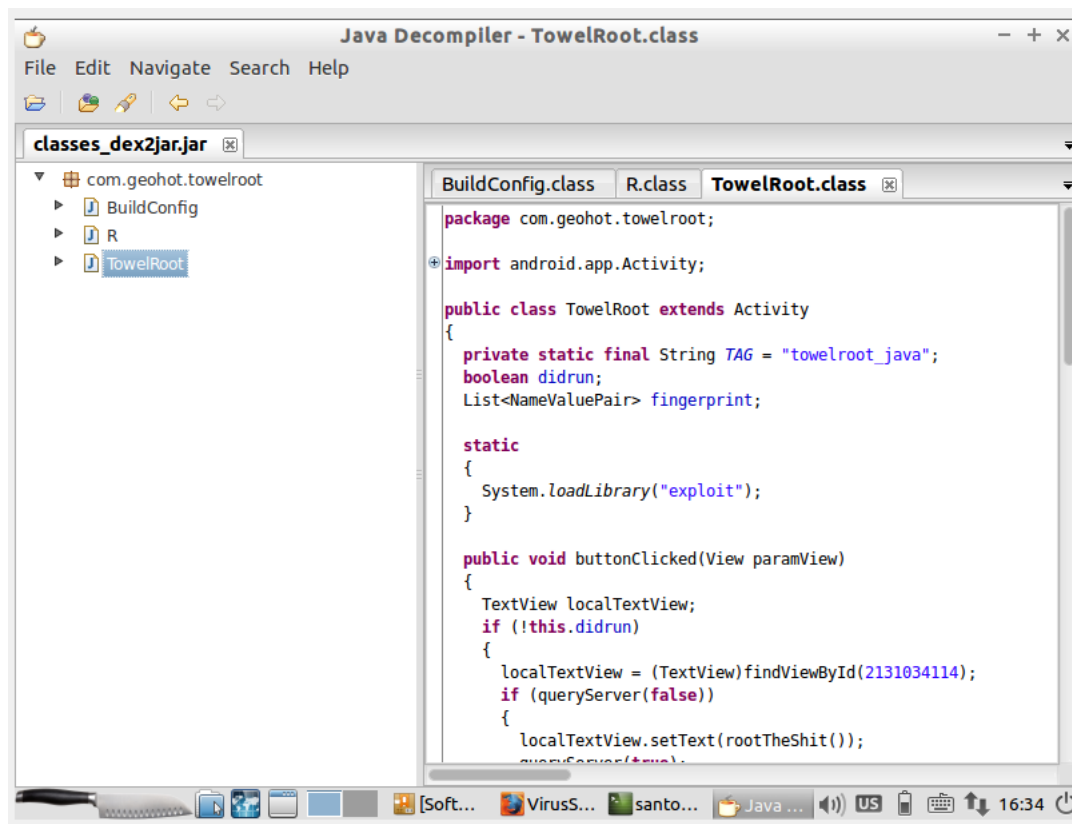 Java Decompiler - TowelRoot.class
File Edit Navigate Search Help
classes_dex2jar.jar
com.geohot.towelroot
BuildConfig
R
TowelRoot
BuildConfig.class R.class TowelRoot.class
package com.geohot.towelroot;
import android.app.Activity;
public class TowelRoot extends Activity
{
private static final String TAG = "towelroot_java";
boolean didrun;
List<NameValuePair> fingerprint;
static
{
System.loadLibrary("exploit");
}
public void buttonClicked(View paramView)
{
TextView localTextView;
if (!this.didrun)
{
localTextView = (TextView)findViewById(2131034114);
if (queryServer(false))
{
localTextView.setText(rootTheShit());
queryServer(true);
[Soft... VirusS... santo... Java ... US 16:34